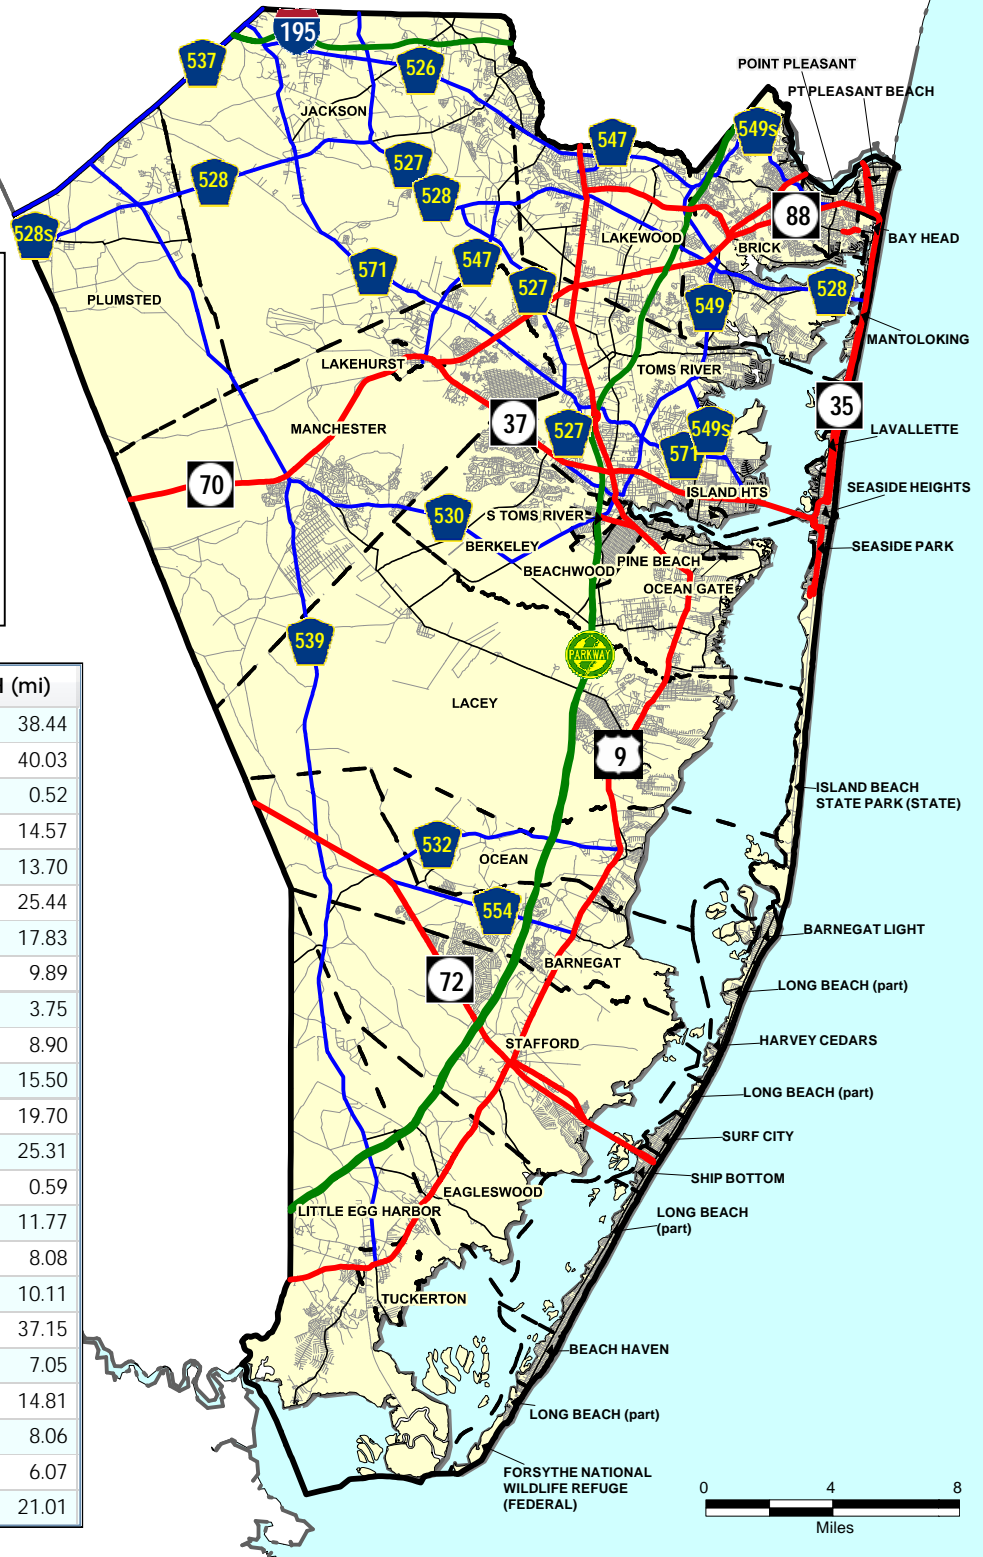 195
537
526
JACKSON
547
549s
POINT PLEASANT
PT PLEASANT BEACH
528
527
528
528s
88
LAKEWOOD
BRICK
BAY HEAD
571
547
527
549
528
PLUMSTED
MANTOLOKING
LAKEHURST
TOMS RIVER
35
37
527
549s
571
MANCHESTER
LAVALLETTE
70
ISLAND HTS
SEASIDE HEIGHTS
530
S TOMS RIVER
BERKELEY
SEASIDE PARK
BEACHWOOD
PINE BEACH
OCEAN GATE
539
PARKWAY
LACEY
9
ISLAND BEACH
STATE PARK (STATE)
532
OCEAN
554
BARNEGAT LIGHT
BARNEGAT
72
LONG BEACH (part)
STAFFORD
HARVEY CEDARS
LONG BEACH (part)
SURF CITY
SHIP BOTTOM
EAGLESWOOD
LITTLE EGG HARBOR
LONG BEACH
(part)
TUCKERTON
BEACH HAVEN
LONG BEACH (part)
FORSYTHE NATIONAL
WILDLIFE REFUGE
(FEDERAL)
0 4 8
Miles
(mi)
38.44
40.03
0.52
14.57
13.70
25.44
17.83
9.89
3.75
8.90
15.50
19.70
25.31
0.59
11.77
8.08
10.11
37.15
7.05
14.81
8.06
6.07
21.01